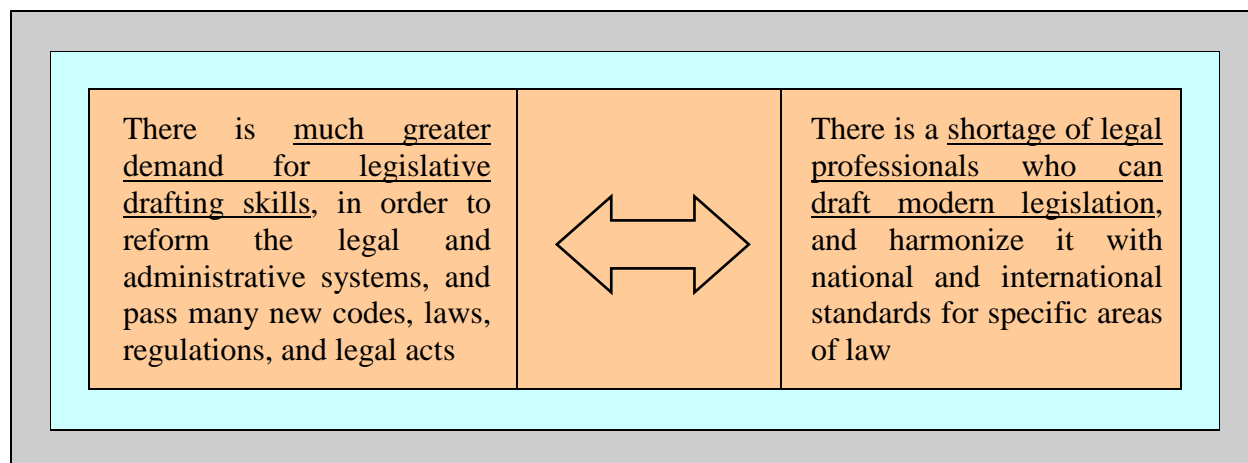 There is much greater
demand for legislative
drafting skills, in order to
reform the legal and
administrative systems, and
pass many new codes, laws,
regulations, and legal acts
There is a shortage of legal
professionals who can
draft modern legislation,
and harmonize it with
national and international
standards for specific areas
of law